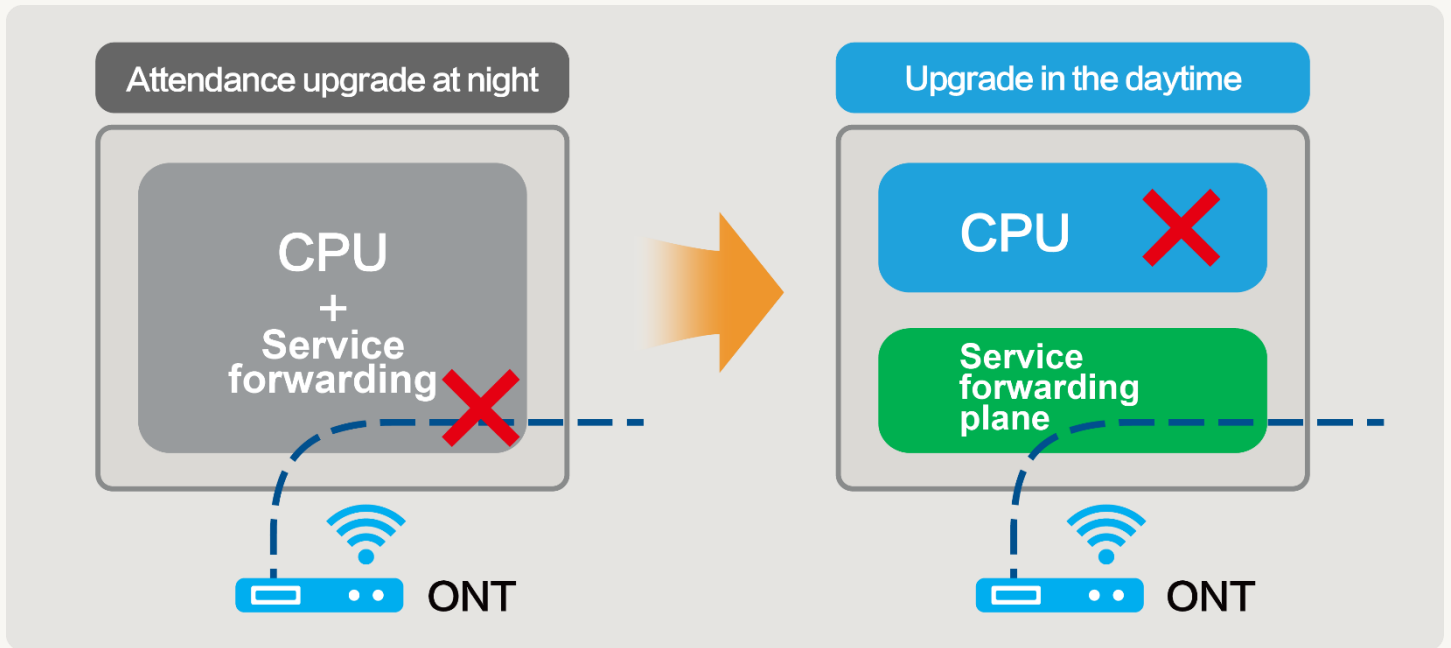 Attendance upgrade at night
CPU
+
Service
forwarding
ONT
Upgrade in the daytime
CPU
Service
forwarding
plane
ONT